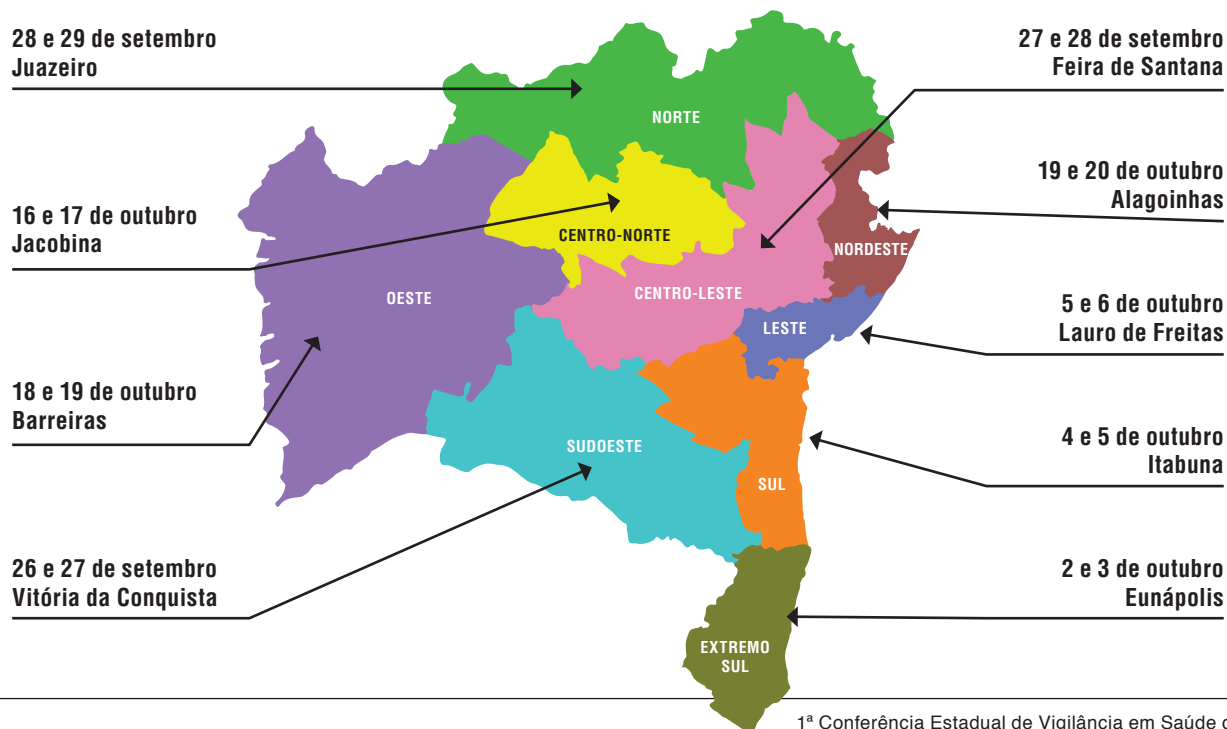 28 e 29 de setembro
Juazeiro
16 e 17 de outubro
Jacobina
18 e 19 de outubro
Barreiras
26 e 27 de setembro
Vitória da Conquista
NORTE
CENTRO-NORTE
OESTE
CENTRO-LESTE
NORDESTE
LESTE
SUDOESTE
SUL
EXTREMO
SUL
27 e 28 de setembro
Feira de Santana
19 e 20 de outubro
Alagoinhas
5 e 6 de outubro
Lauro de Freitas
4 e 5 de outubro
Itabuna
2 e 3 de outubro
Eunápolis
1ª Conferência Estadual de Vigilância em Saúde